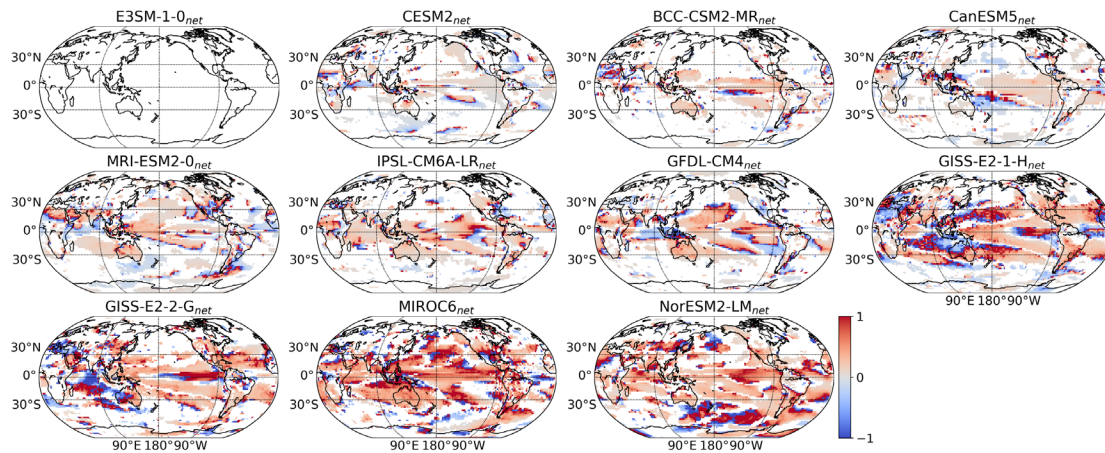 E3SM-1-0net CESM2net BCC-CSM2-MRnet CanESM5net
30°N 30°N 30°N 30°N
0° 0° 0° 0°
30°S 30°S 30°S 30°S
MRI-ESM2-0net IPSL-CM6A-LRnet GFDL-CM4net GISS-E2-1-Hnet
30°N 30°N 30°N 30°N
0° 0° 0° 0°
30°S 30°S 30°S 30°S
90°E 180°90°W
GISS-E2-2-Gnet MIROC6net NorESM2-LMnet
1
30°N 30°N 30°N
0° 0° 0° 0
30°S 30°S 30°S
−1
90°E 180°90°W 90°E 180°90°W 90°E 180°90°W